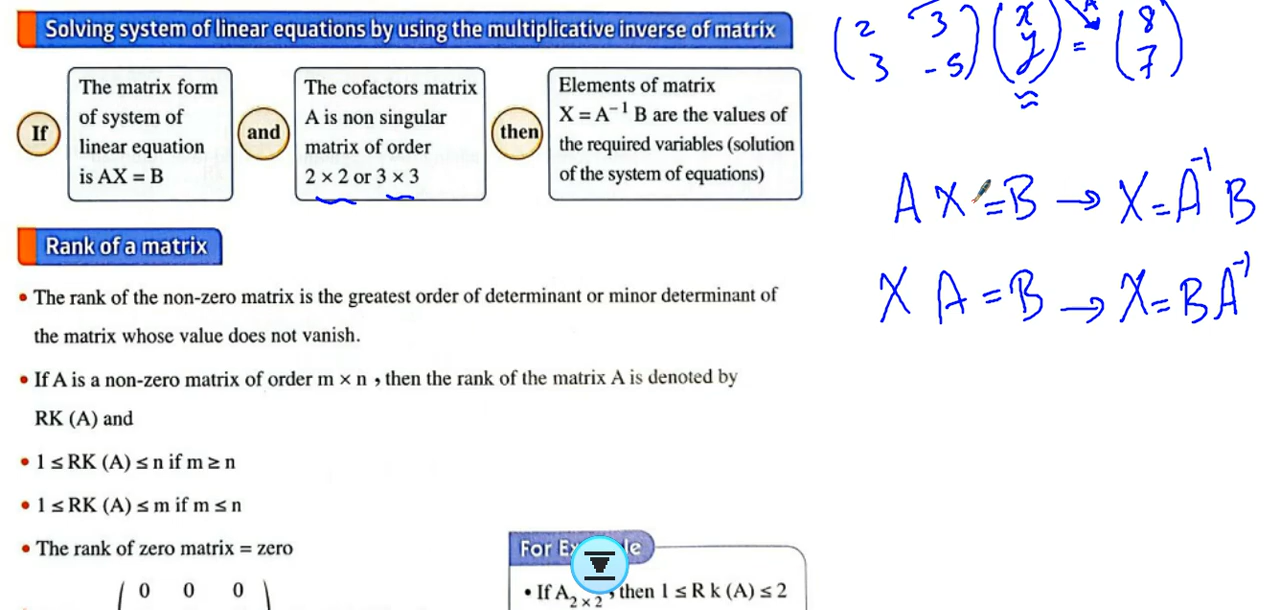 Solving system of linear equations by using the multiplicative inverse of matrix
If
The matrix form
of system of
linear equation
is AX = B
and
The cofactors matrix
A is non singular
matrix of order
2 × 2 or 3 × 3
then
Elements of matrix
X = A⁻¹ B are the values of
the required variables (solution
of the system of equations)
Rank of a matrix
• The rank of the non-zero matrix is the greatest order of determinant or minor determinant of
the matrix whose value does not vanish.
• If A is a non-zero matrix of order m × n , then the rank of the matrix A is denoted by
RK (A) and
• 1 ≤ RK (A) ≤ n if m ≥ n
• 1 ≤ RK (A) ≤ m if m ≤ n
• The rank of zero matrix = zero
0 0 0
For
• If A₂ ₓ ₂ , then 1 ≤ R k (A) ≤ 2
(2 3) (x) = (8)
(3 -5) (y) (7)
A X = B → X = A⁻¹ B
X A = B → X = B A⁻¹